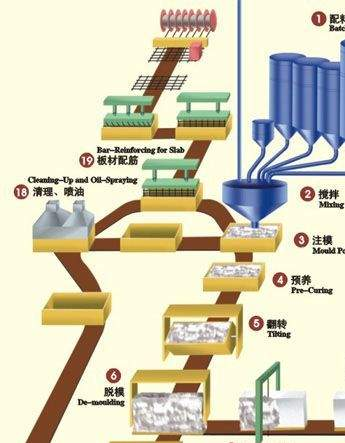 1 配料
Batc
Bar-Reinforcing for Slab
19 板材配筋
Cleaning-Up and Oil-Spraying
18 清理、喷油
2 搅拌
Mixing
3 注模
Mould Po
4 预养
Pre-Curing
5 翻转
Tilting
6
脱模
De-moulding